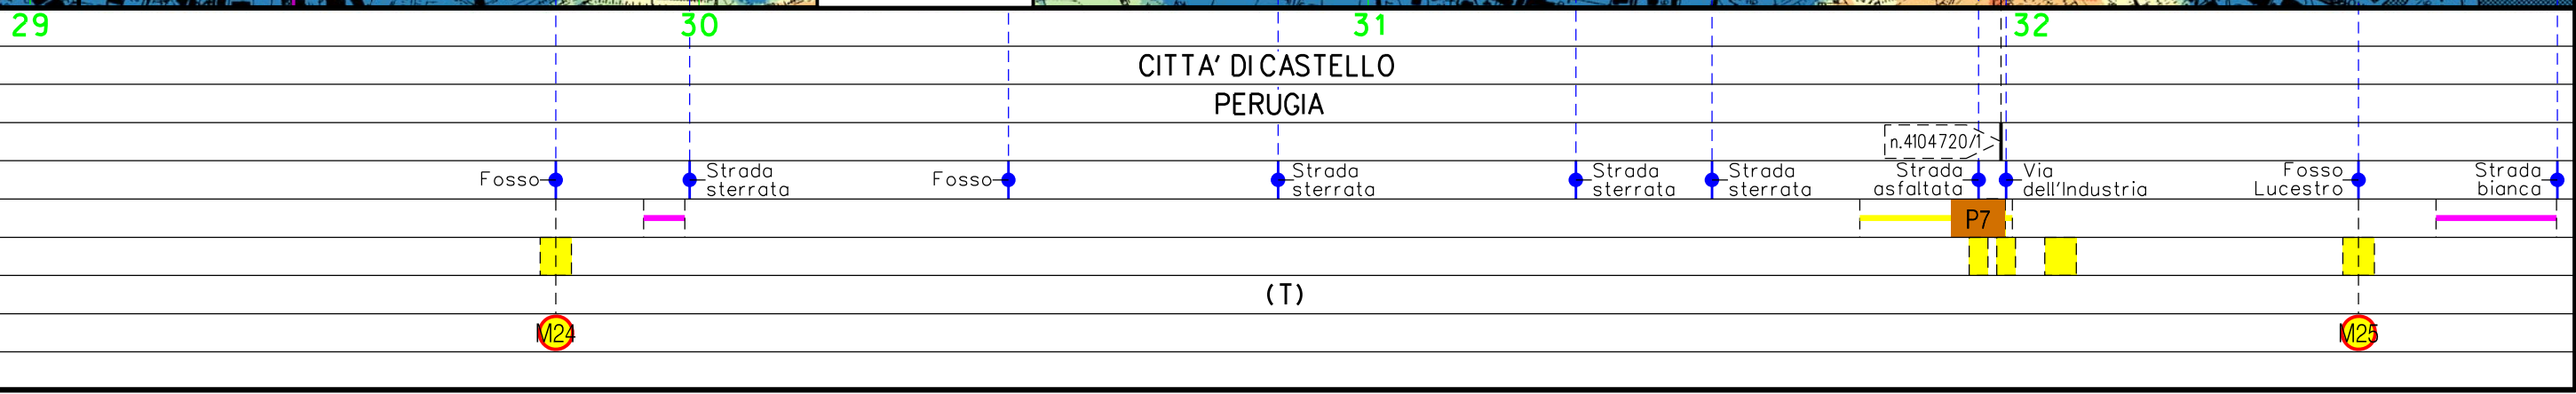 29 30 31 32
CITTA' DI CASTELLO
PERUGIA
n.4104720/1
Fosso
Strada
sterrata
Fosso
Strada
sterrata
Strada
sterrata
Strada
sterrata
Strada
asfaltata
Via
dell'Industria
Fosso
Lucestro
Strada
bianca
P7
(T)
M24
M25